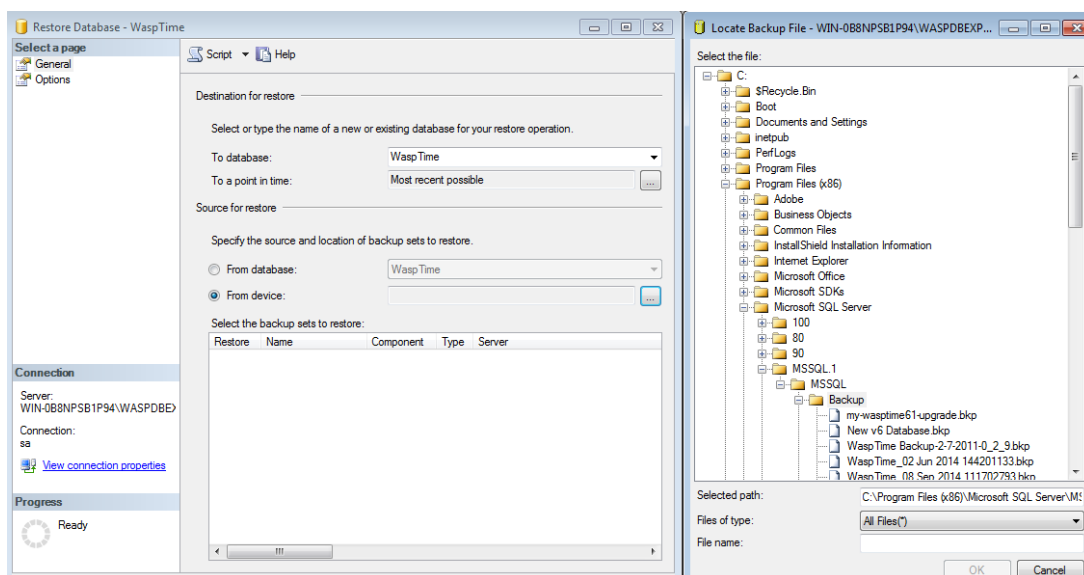 Restore Database - WaspTime
Select a page
General
Options
Script
Help
Destination for restore
Select or type the name of a new or existing database for your restore operation.
To database:
WaspTime
To a point in time:
Most recent possible
...
Source for restore
Specify the source and location of backup sets to restore.
From database:
WaspTime
From device:
...
Select the backup sets to restore:
Restore Name Component Type Server
Connection
Server:
WIN-0B8NPSB1P94\WASPDBEX
Connection:
sa
View connection properties
Progress
Ready
Locate Backup File - WIN-0B8NPSB1P94\WASPDBEXP...
Select the file:
C:
$Recycle.Bin
Boot
Documents and Settings
inetpub
PerfLogs
Program Files
Program Files (x86)
Adobe
Business Objects
Common Files
InstallShield Installation Information
Internet Explorer
Microsoft Office
Microsoft SDKs
Microsoft SQL Server
100
80
90
MSSQL.1
MSSQL
Backup
my-wasptime61-upgrade.bkp
New v6 Database.bkp
WaspTime Backup-2-7-2011-0_2_9.bkp
WaspTime_02 Jun 2014 144201133.bkp
WaspTime_08 Sep 2014 111702793.bkp
Selected path:
C:\Program Files (x86)\Microsoft SQL Server\MS
Files of type:
All Files(*)
File name:
OK
Cancel